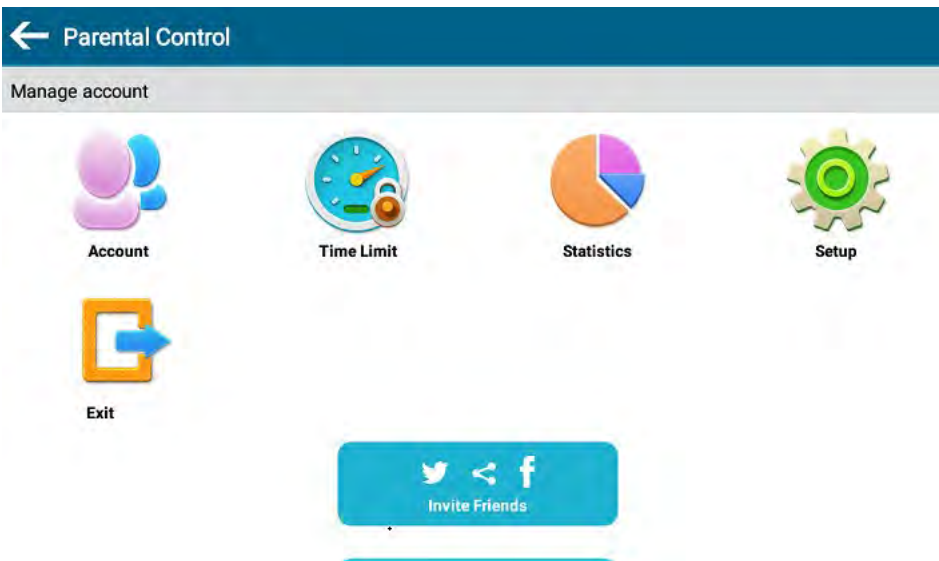 Parental Control
Manage account
Account
Time Limit
Statistics
Setup
Exit
Invite Friends